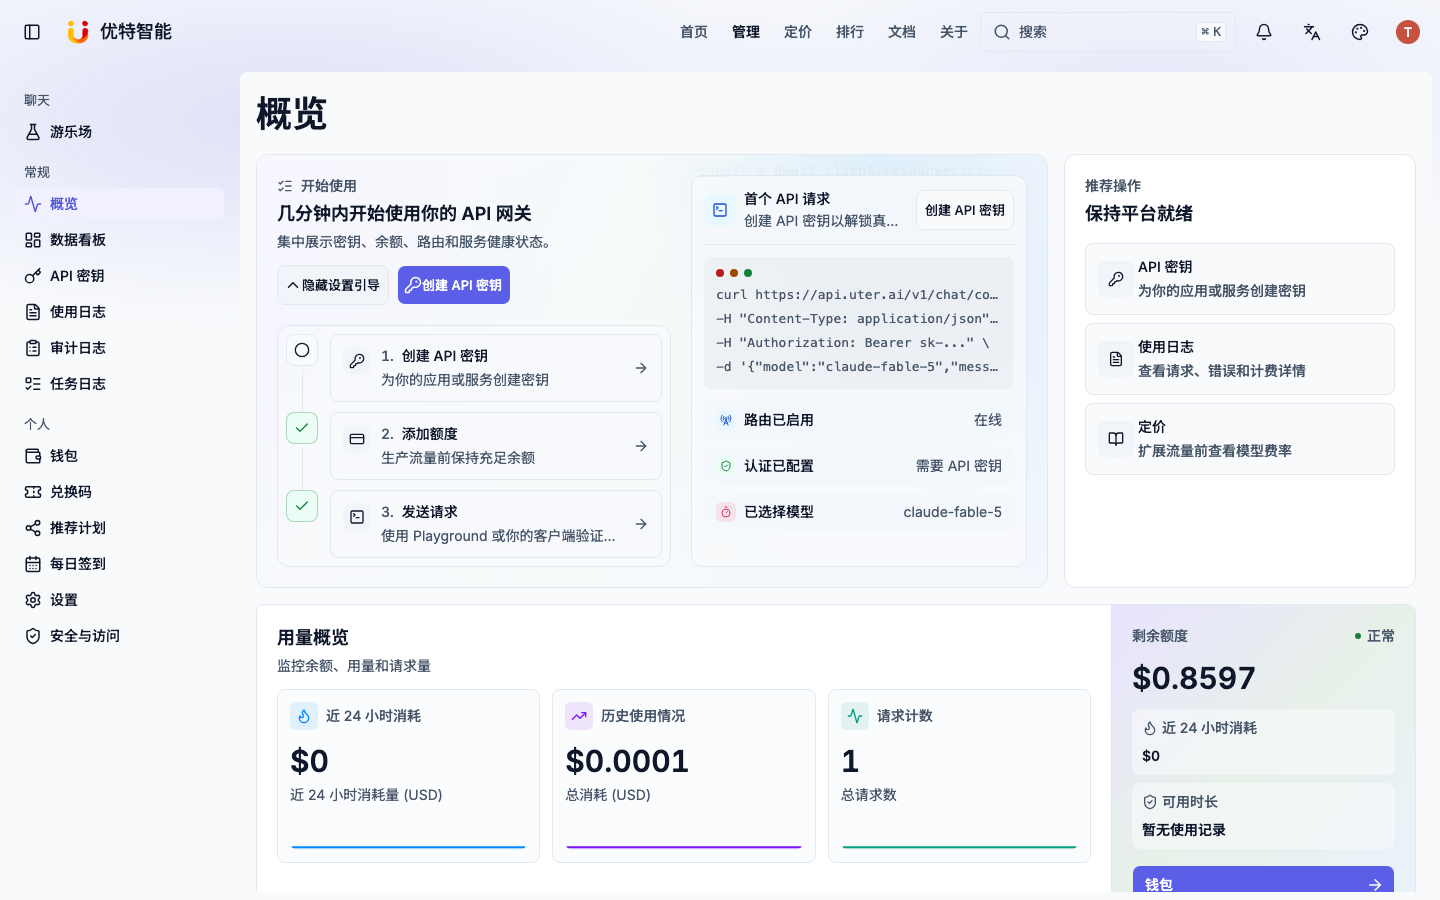 优特智能
首页
管理
定价
排行
文档
关于
搜索
⌘ K
T
聊天
游乐场
常规
概览
数据看板
API 密钥
使用日志
审计日志
任务日志
个人
钱包
兑换码
推荐计划
每日签到
设置
安全与访问
概览
开始使用
几分钟内开始使用你的 API 网关
集中展示密钥、余额、路由和服务健康状态。
隐藏设置引导
创建 API 密钥
1. 创建 API 密钥
为你的应用或服务创建密钥
2. 添加额度
生产流量前保持充足余额
3. 发送请求
使用 Playground 或你的客户端验证...
= await client.responses.crea
首个 API 请求
创建 API 密钥以解锁真...
创建 API 密钥
curl https://api.uter.ai/v1/chat/co…
-H "Content-Type: application/json"…
-H "Authorization: Bearer sk-..." \
-d '{"model":"claude-fable-5","mess…
路由已启用
在线
认证已配置
需要 API 密钥
已选择模型
claude-fable-5
推荐操作
保持平台就绪
API 密钥
为你的应用或服务创建密钥
使用日志
查看请求、错误和计费详情
定价
扩展流量前查看模型费率
用量概览
监控余额、用量和请求量
近 24 小时消耗
$0
近 24 小时消耗量 (USD)
历史使用情况
$0.0001
总消耗 (USD)
请求计数
1
总请求数
剩余额度
正常
$0.8597
近 24 小时消耗
$0
可用时长
暂无使用记录
钱包